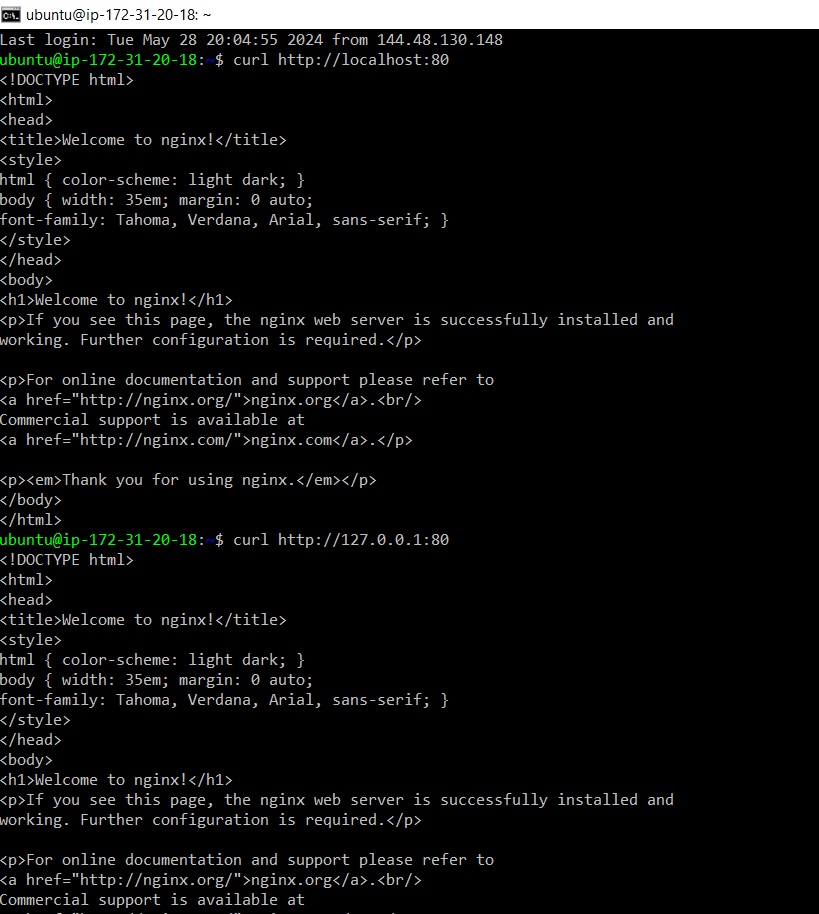 ubuntu@ip-172-31-20-18: ~
Last login: Tue May 28 20:04:55 2024 from 144.48.130.148
ubuntu@ip-172-31-20-18:~$ curl http://localhost:80
<!DOCTYPE html>
<html>
<head>
<title>Welcome to nginx!</title>
<style>
html { color-scheme: light dark; }
body { width: 35em; margin: 0 auto;
font-family: Tahoma, Verdana, Arial, sans-serif; }
</style>
</head>
<body>
<h1>Welcome to nginx!</h1>
<p>If you see this page, the nginx web server is successfully installed and
working. Further configuration is required.</p>

<p>For online documentation and support please refer to
<a href="http://nginx.org/">nginx.org</a>.<br/>
Commercial support is available at
<a href="http://nginx.com/">nginx.com</a>.</p>

<p><em>Thank you for using nginx.</em></p>
</body>
</html>
ubuntu@ip-172-31-20-18:~$ curl http://127.0.0.1:80
<!DOCTYPE html>
<html>
<head>
<title>Welcome to nginx!</title>
<style>
html { color-scheme: light dark; }
body { width: 35em; margin: 0 auto;
font-family: Tahoma, Verdana, Arial, sans-serif; }
</style>
</head>
<body>
<h1>Welcome to nginx!</h1>
<p>If you see this page, the nginx web server is successfully installed and
working. Further configuration is required.</p>

<p>For online documentation and support please refer to
<a href="http://nginx.org/">nginx.org</a>.<br/>
Commercial support is available at